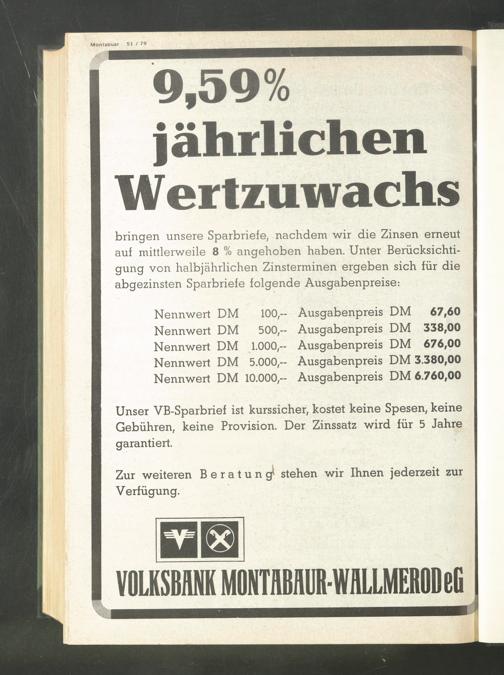 Montabaur 51 / 79
9,59%
jährlichen
Wertzuwachs
bringen unsere Sparbriefe, nachdem wir die Zinsen erneut
auf mittlerweile 8 % angehoben haben. Unter Berücksichti-
gung von halbjährlichen Zinsterminen ergeben sich für die
abgezinsten Sparbriefe folgende Ausgabenpreise:
Nennwert DM 100,-- Ausgabenpreis DM 67,60
Nennwert DM 500,-- Ausgabenpreis DM 338,00
Nennwert DM 1.000,-- Ausgabenpreis DM 676,00
Nennwert DM 5.000,-- Ausgabenpreis DM 3.380,00
Nennwert DM 10.000,-- Ausgabenpreis DM 6.760,00
Unser VB-Sparbrief ist kurssicher, kostet keine Spesen, keine
Gebühren, keine Provision. Der Zinssatz wird für 5 Jahre
garantiert.
Zur weiteren Beratung stehen wir Ihnen jederzeit zur
Verfügung.
VOLKSBANK MONTABAUR-WALLMEROD eG